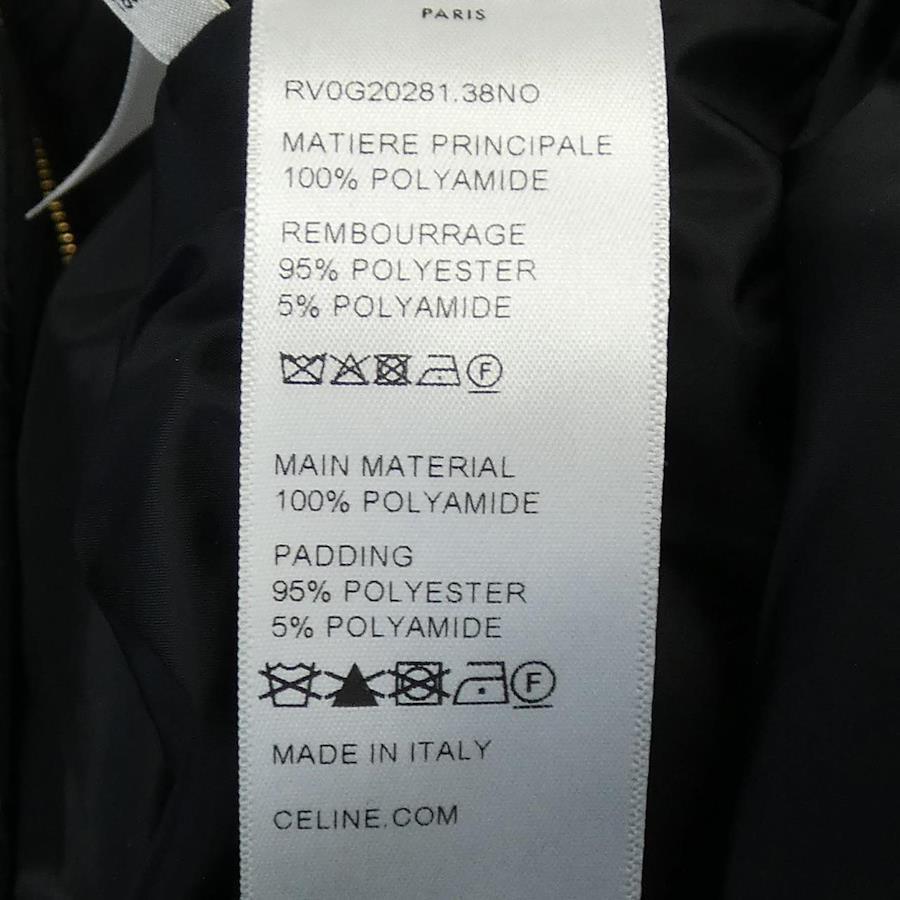 PARIS
RV0G20281.38NO
MATIERE PRINCIPALE
100% POLYAMIDE
REMBOURRAGE
95% POLYESTER
5% POLYAMIDE
F
MAIN MATERIAL
100% POLYAMIDE
PADDING
95% POLYESTER
5% POLYAMIDE
F
MADE IN ITALY
CELINE.COM